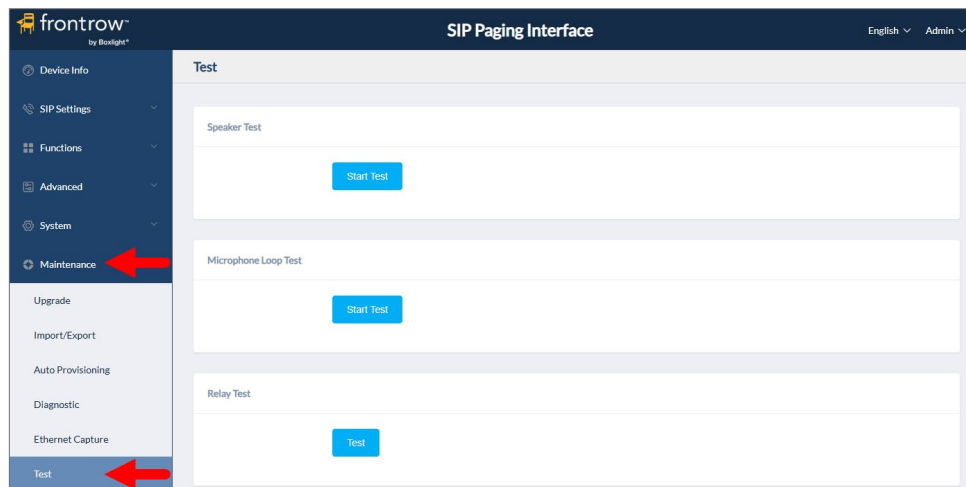 frontrow™
by Boxlight®
SIP Paging Interface
English
Admin
Device Info
SIP Settings
Functions
Advanced
System
Maintenance
Upgrade
Import/Export
Auto Provisioning
Diagnostic
Ethernet Capture
Test
Test
Speaker Test
Start Test
Microphone Loop Test
Start Test
Relay Test
Test